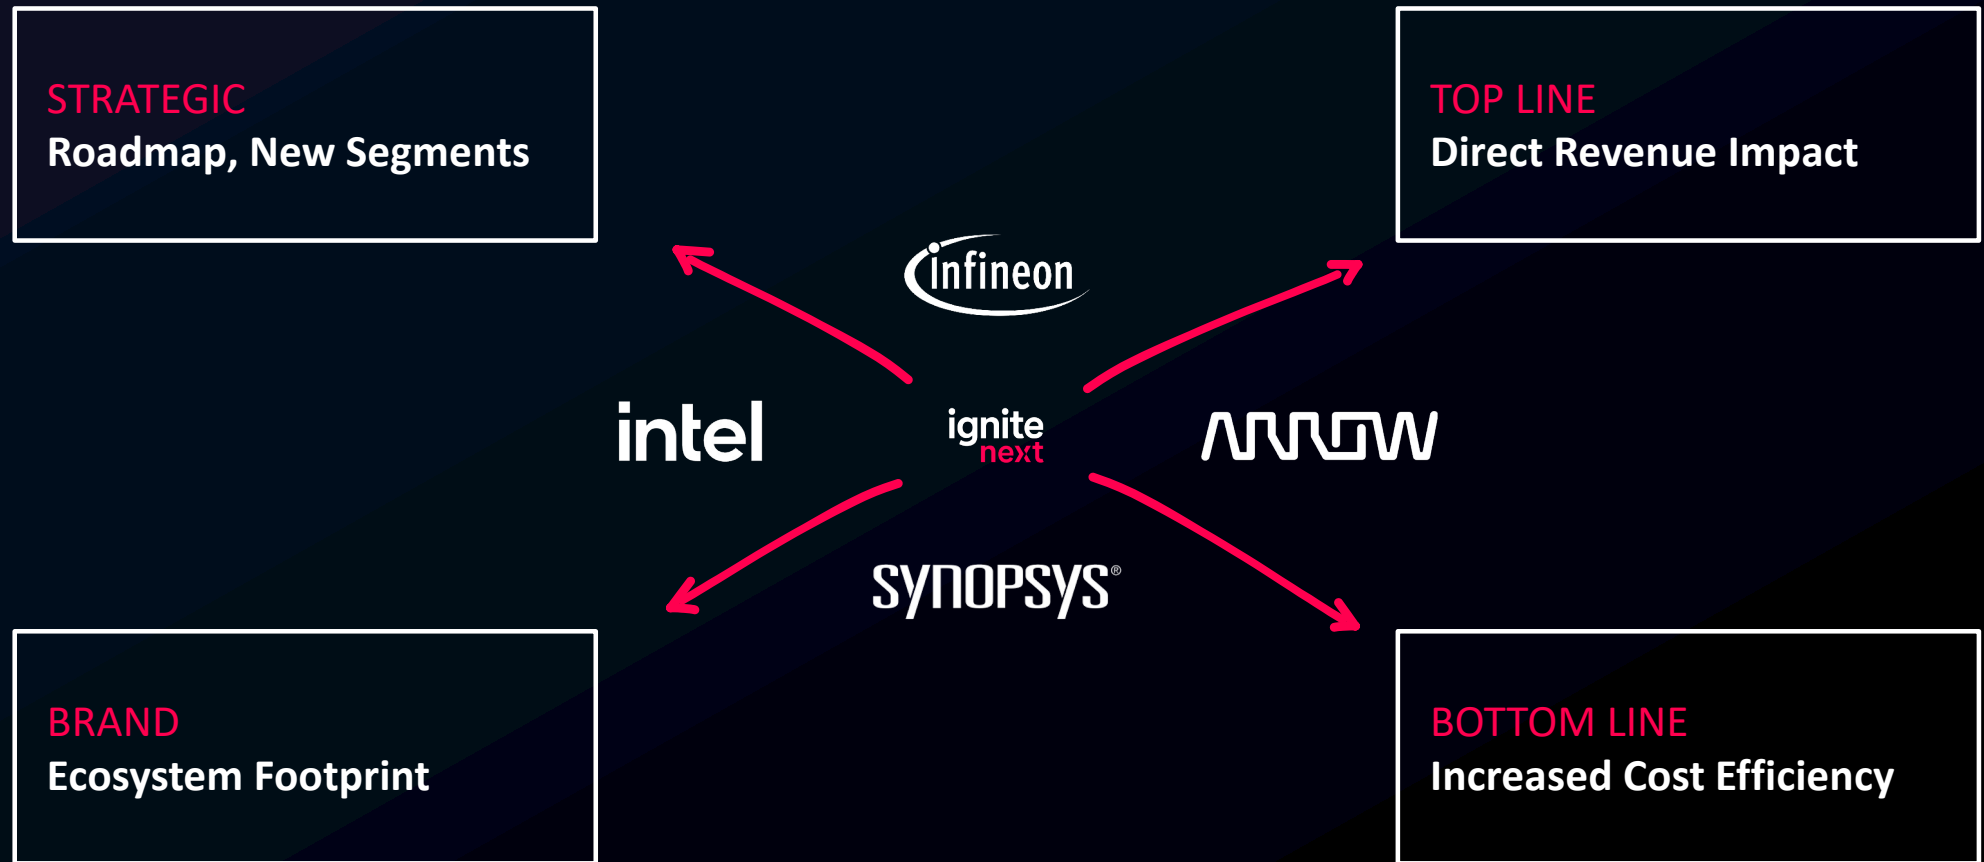 STRATEGIC
Roadmap, New Segments
TOP LINE
Direct Revenue Impact
infineon
intel
ignite
next
ARROW
SYNOPSYS®
BRAND
Ecosystem Footprint
BOTTOM LINE
Increased Cost Efficiency